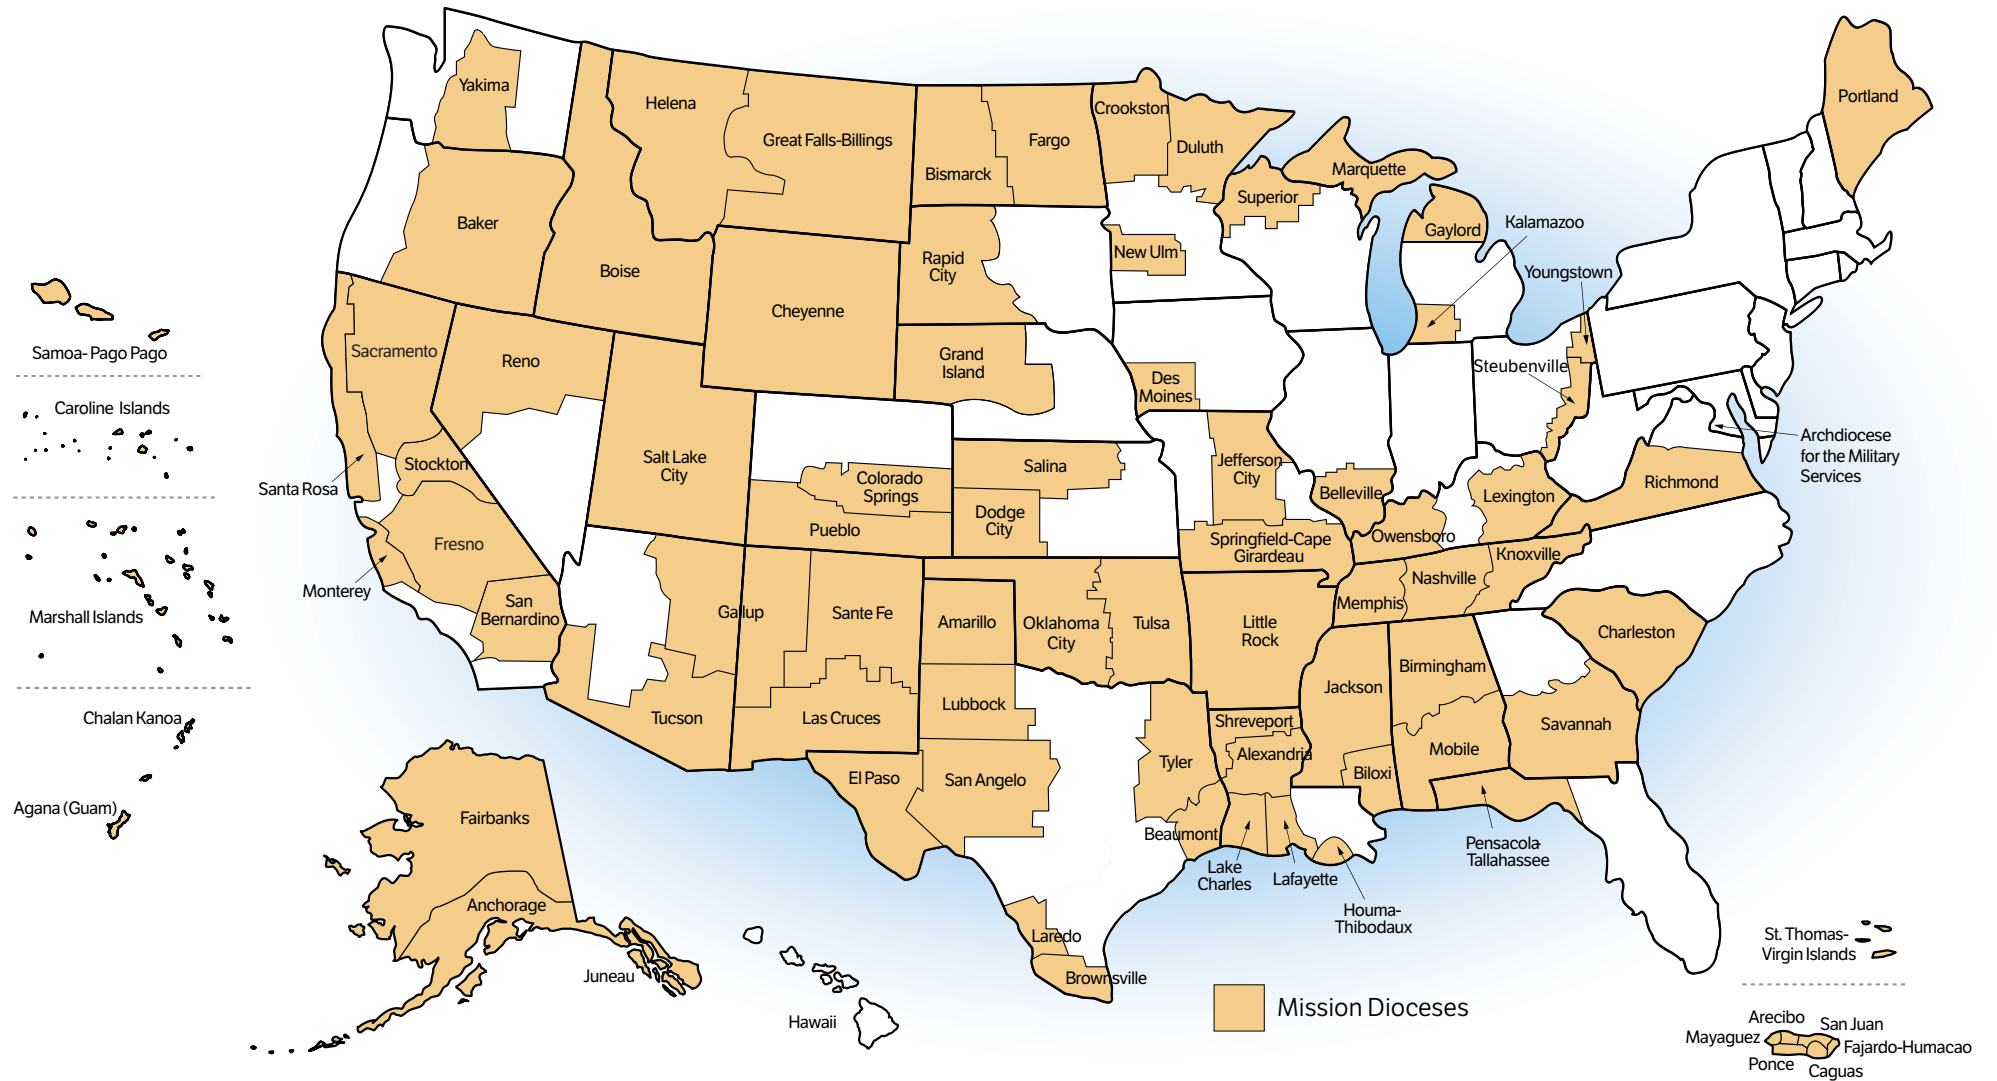 Yakima
Helena
Great Falls-Billings
Bismarck
Fargo
Crookston
Duluth
Marquette
Superior
Portland
Baker
Boise
Cheyenne
Rapid
City
New Ulm
Gaylord
Kalamazoo
Youngstown
Steubenville
Samoa- Pago Pago
Caroline Islands
Santa Rosa
Marshall Islands
Monterey
Chalan Kanoa
Agana (Guam)
Sacramento
Reno
Stockton
Fresno
San
Bernardino
Salt Lake
City
Grand
Island
Des
Moines
Colorado
Springs
Pueblo
Salina
Dodge
City
Jefferson
City
Belleville
Springfield-Cape
Girardeau
Owensboro
Lexington
Richmond
Archdiocese
for the Military
Services
Knoxville
Nashville
Memphis
Gallup
Sante Fe
Amarillo
Oklahoma
City
Tulsa
Little
Rock
Charleston
Birmingham
Jackson
Tucson
Las Cruces
Lubbock
Shreveport
Alexandria
Savannah
Mobile
Biloxi
El Paso
San Angelo
Tyler
Beaumont
Lake
Charles
Lafayette
Houma-
Thibodaux
Pensacola-
Tallahassee
Laredo
Brownsville
Fairbanks
Anchorage
Juneau
Hawaii
Mission Dioceses
St. Thomas-
Virgin Islands
Arecibo
San Juan
Mayaguez
Fajardo-Humacao
Ponce
Caguas